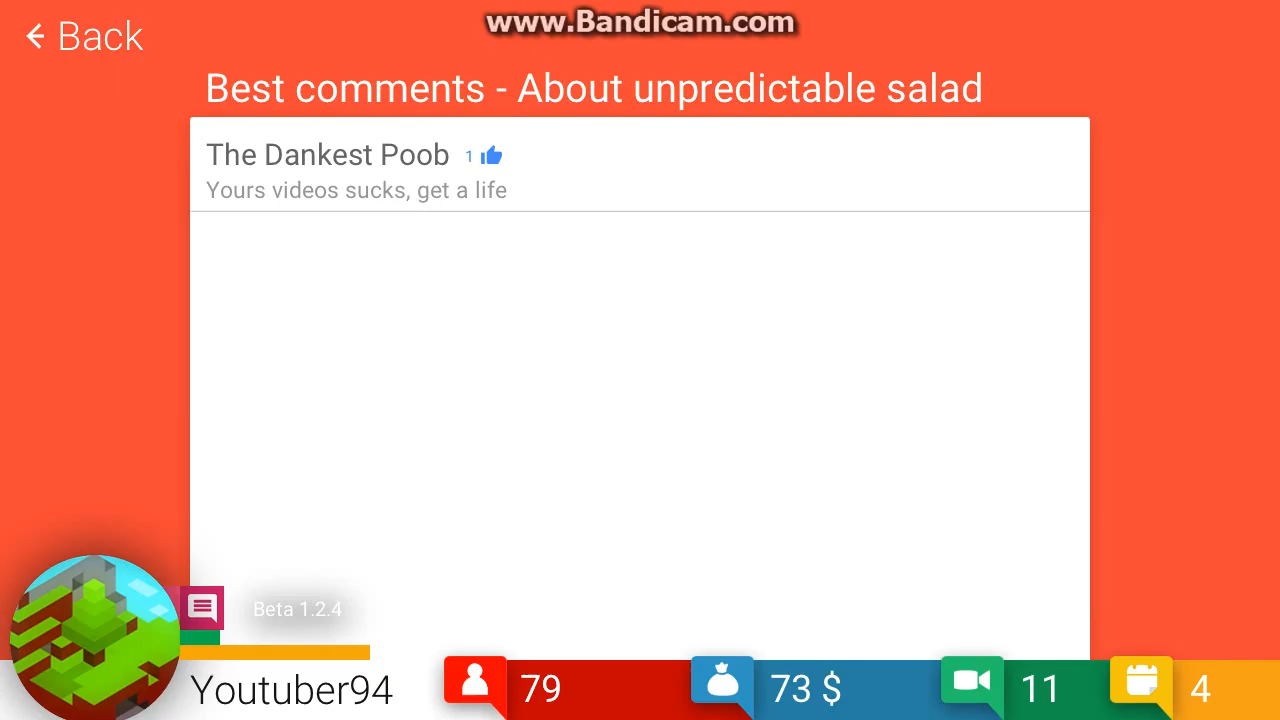 www.Bandicam.com
Back
Best comments - About unpredictable salad
The Dankest Poob 1
Yours videos sucks, get a life
Beta 1.2.4
Youtuber94 79 73 $ 11 4